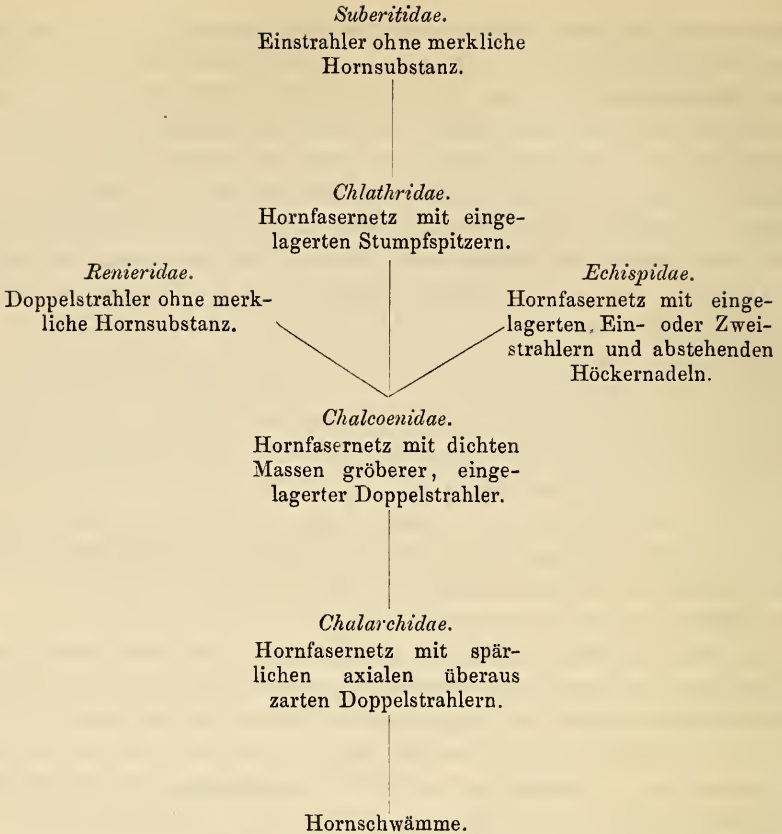 Suberitidae.
Einstrahler ohne merkliche
Hornsubstanz.
Chlathridae.
Hornfasernetz mit einge-
lagerten Stumpfspitzern.
Renieridae.
Doppelstrahler ohne merk-
liche Hornsubstanz.
Echispidae.
Hornfasernetz mit einge-
lagerten, Ein- oder Zwei-
strahlern und abstehenden
Höckernadeln.
Chalcoenidae.
Hornfasernetz mit dichten
Massen gröberer, einge-
lagerter Doppelstrahler.
Chalarchidae.
Hornfasernetz mit spär-
lichen axialen überaus
zarten Doppelstrahlern.
Hornschwämme.